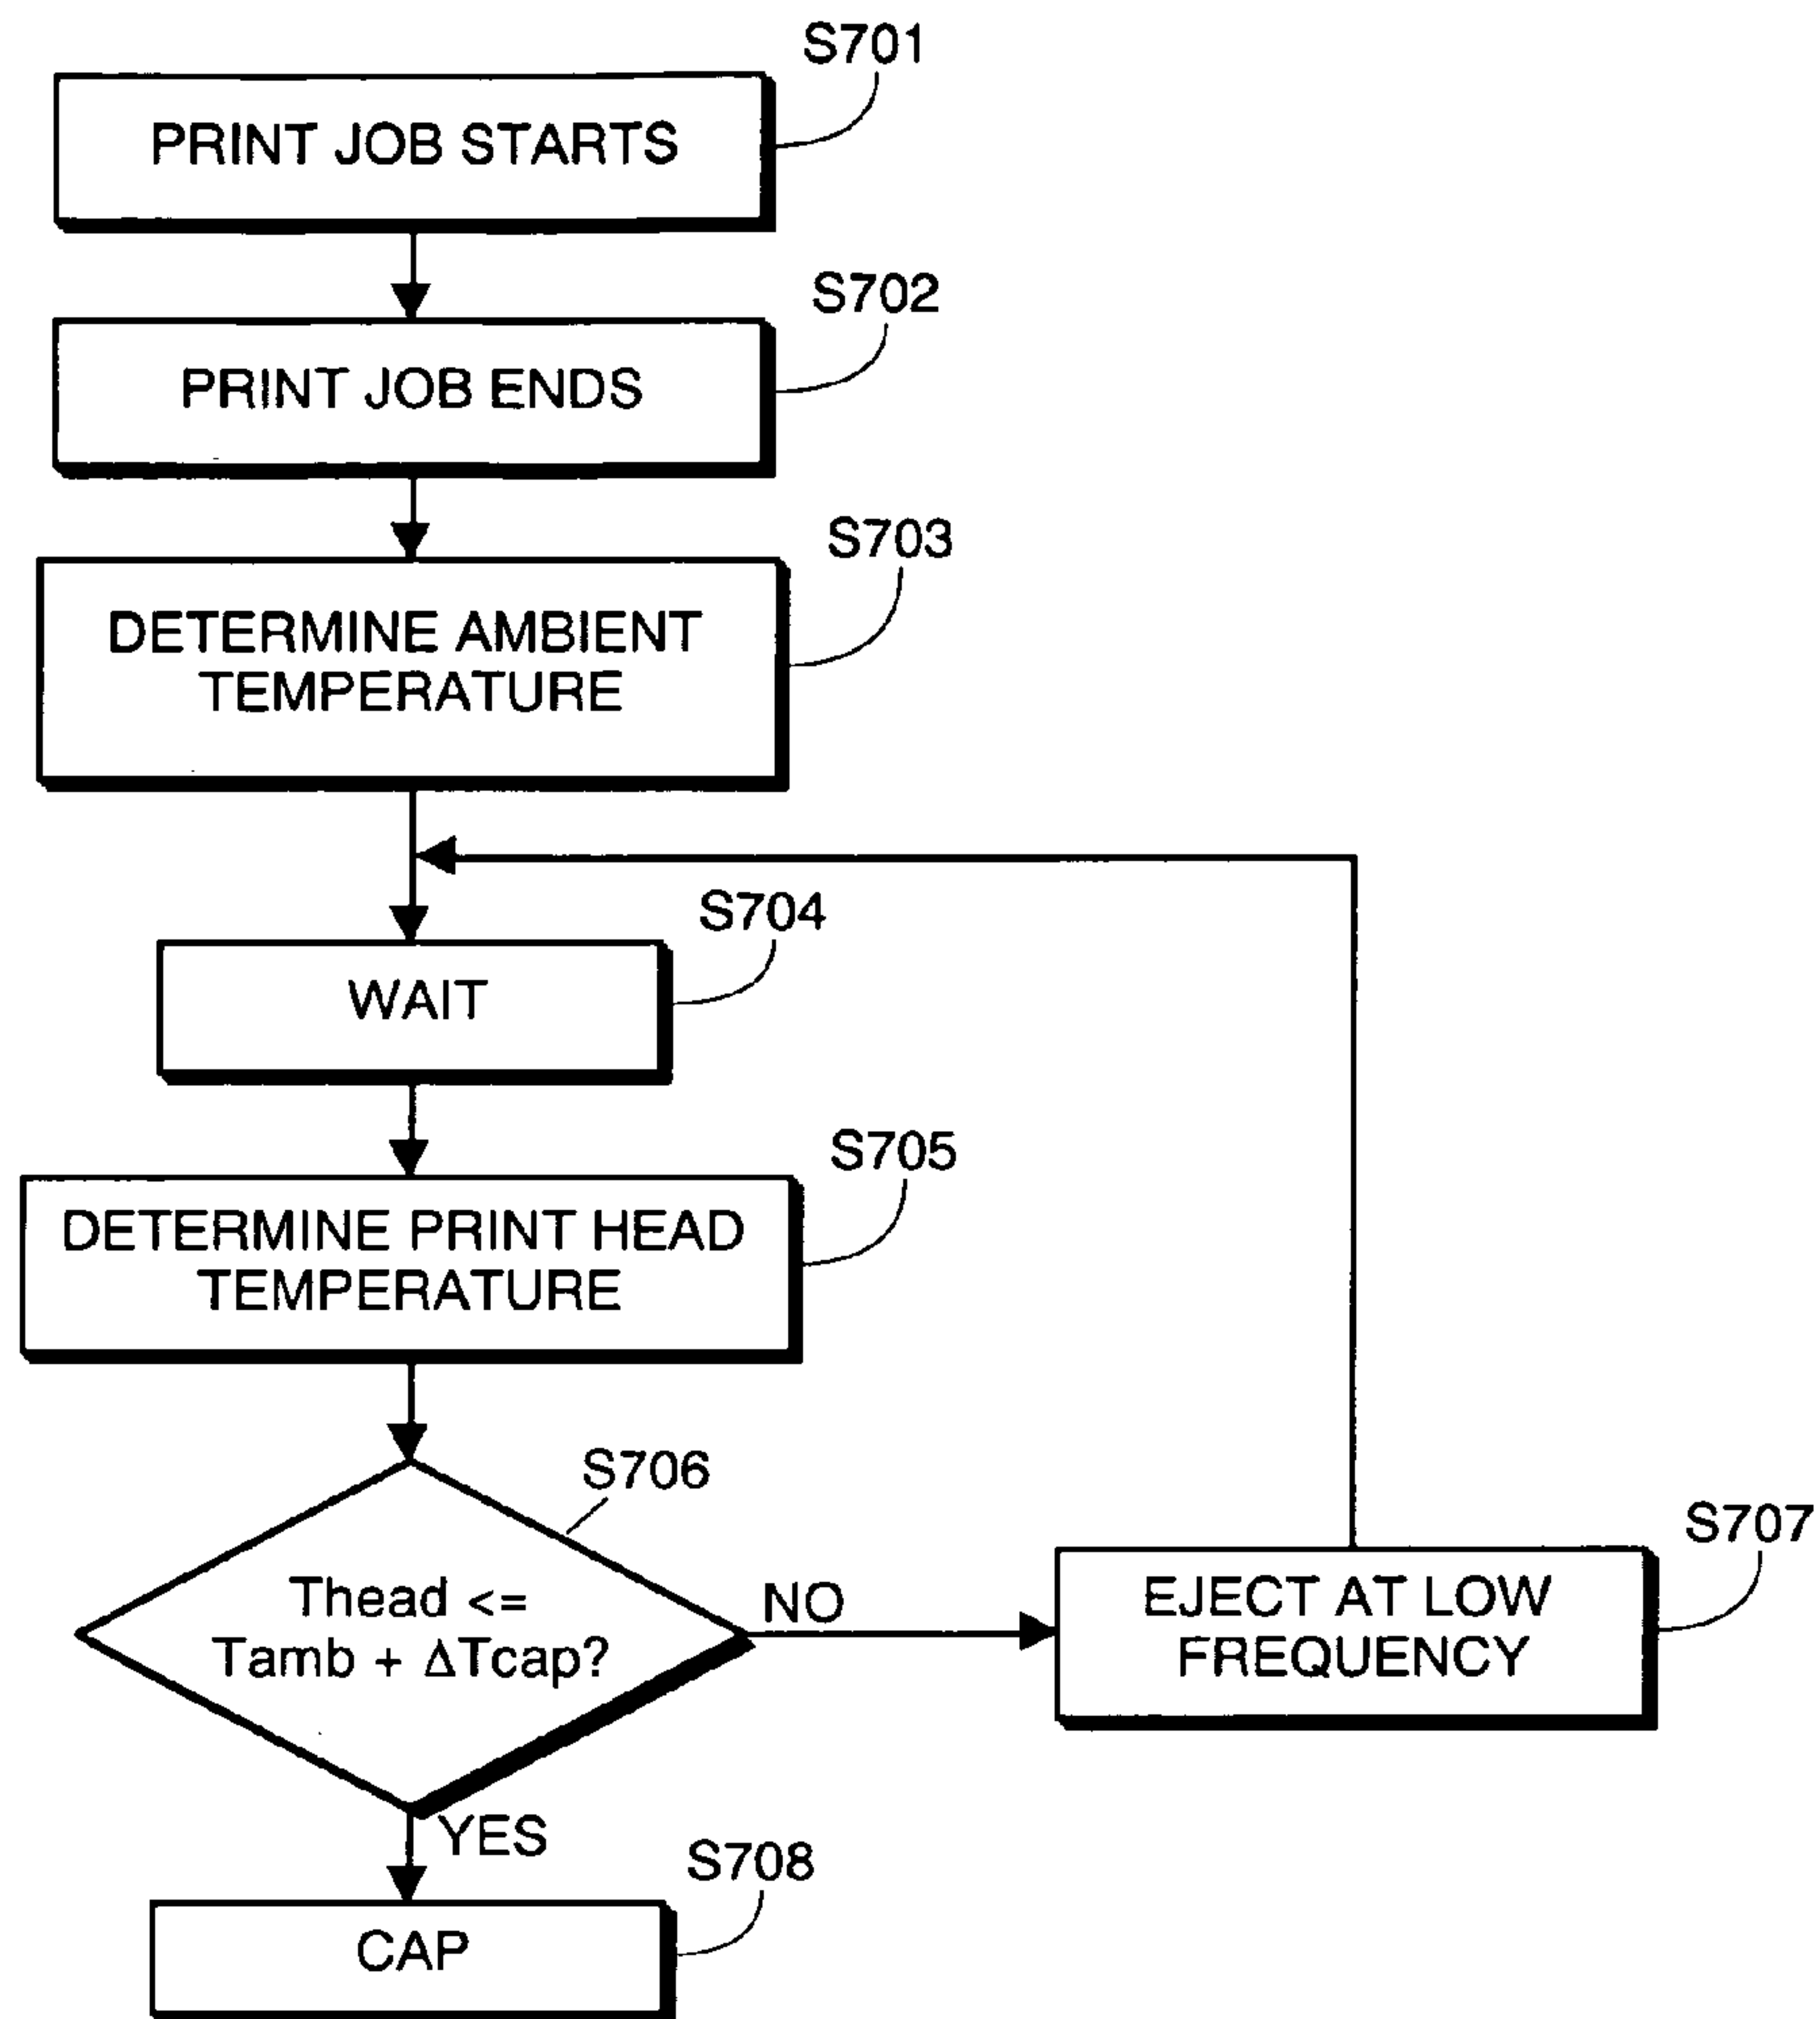 S701
PRINT JOB STARTS
S702
PRINT JOB ENDS
S703
DETERMINE AMBIENT
TEMPERATURE
S704
WAIT
S705
DETERMINE PRINT HEAD
TEMPERATURE
S706
Thead <=
Tamb + ΔTcap?
NO
S707
EJECT AT LOW
FREQUENCY
YES
S708
CAP